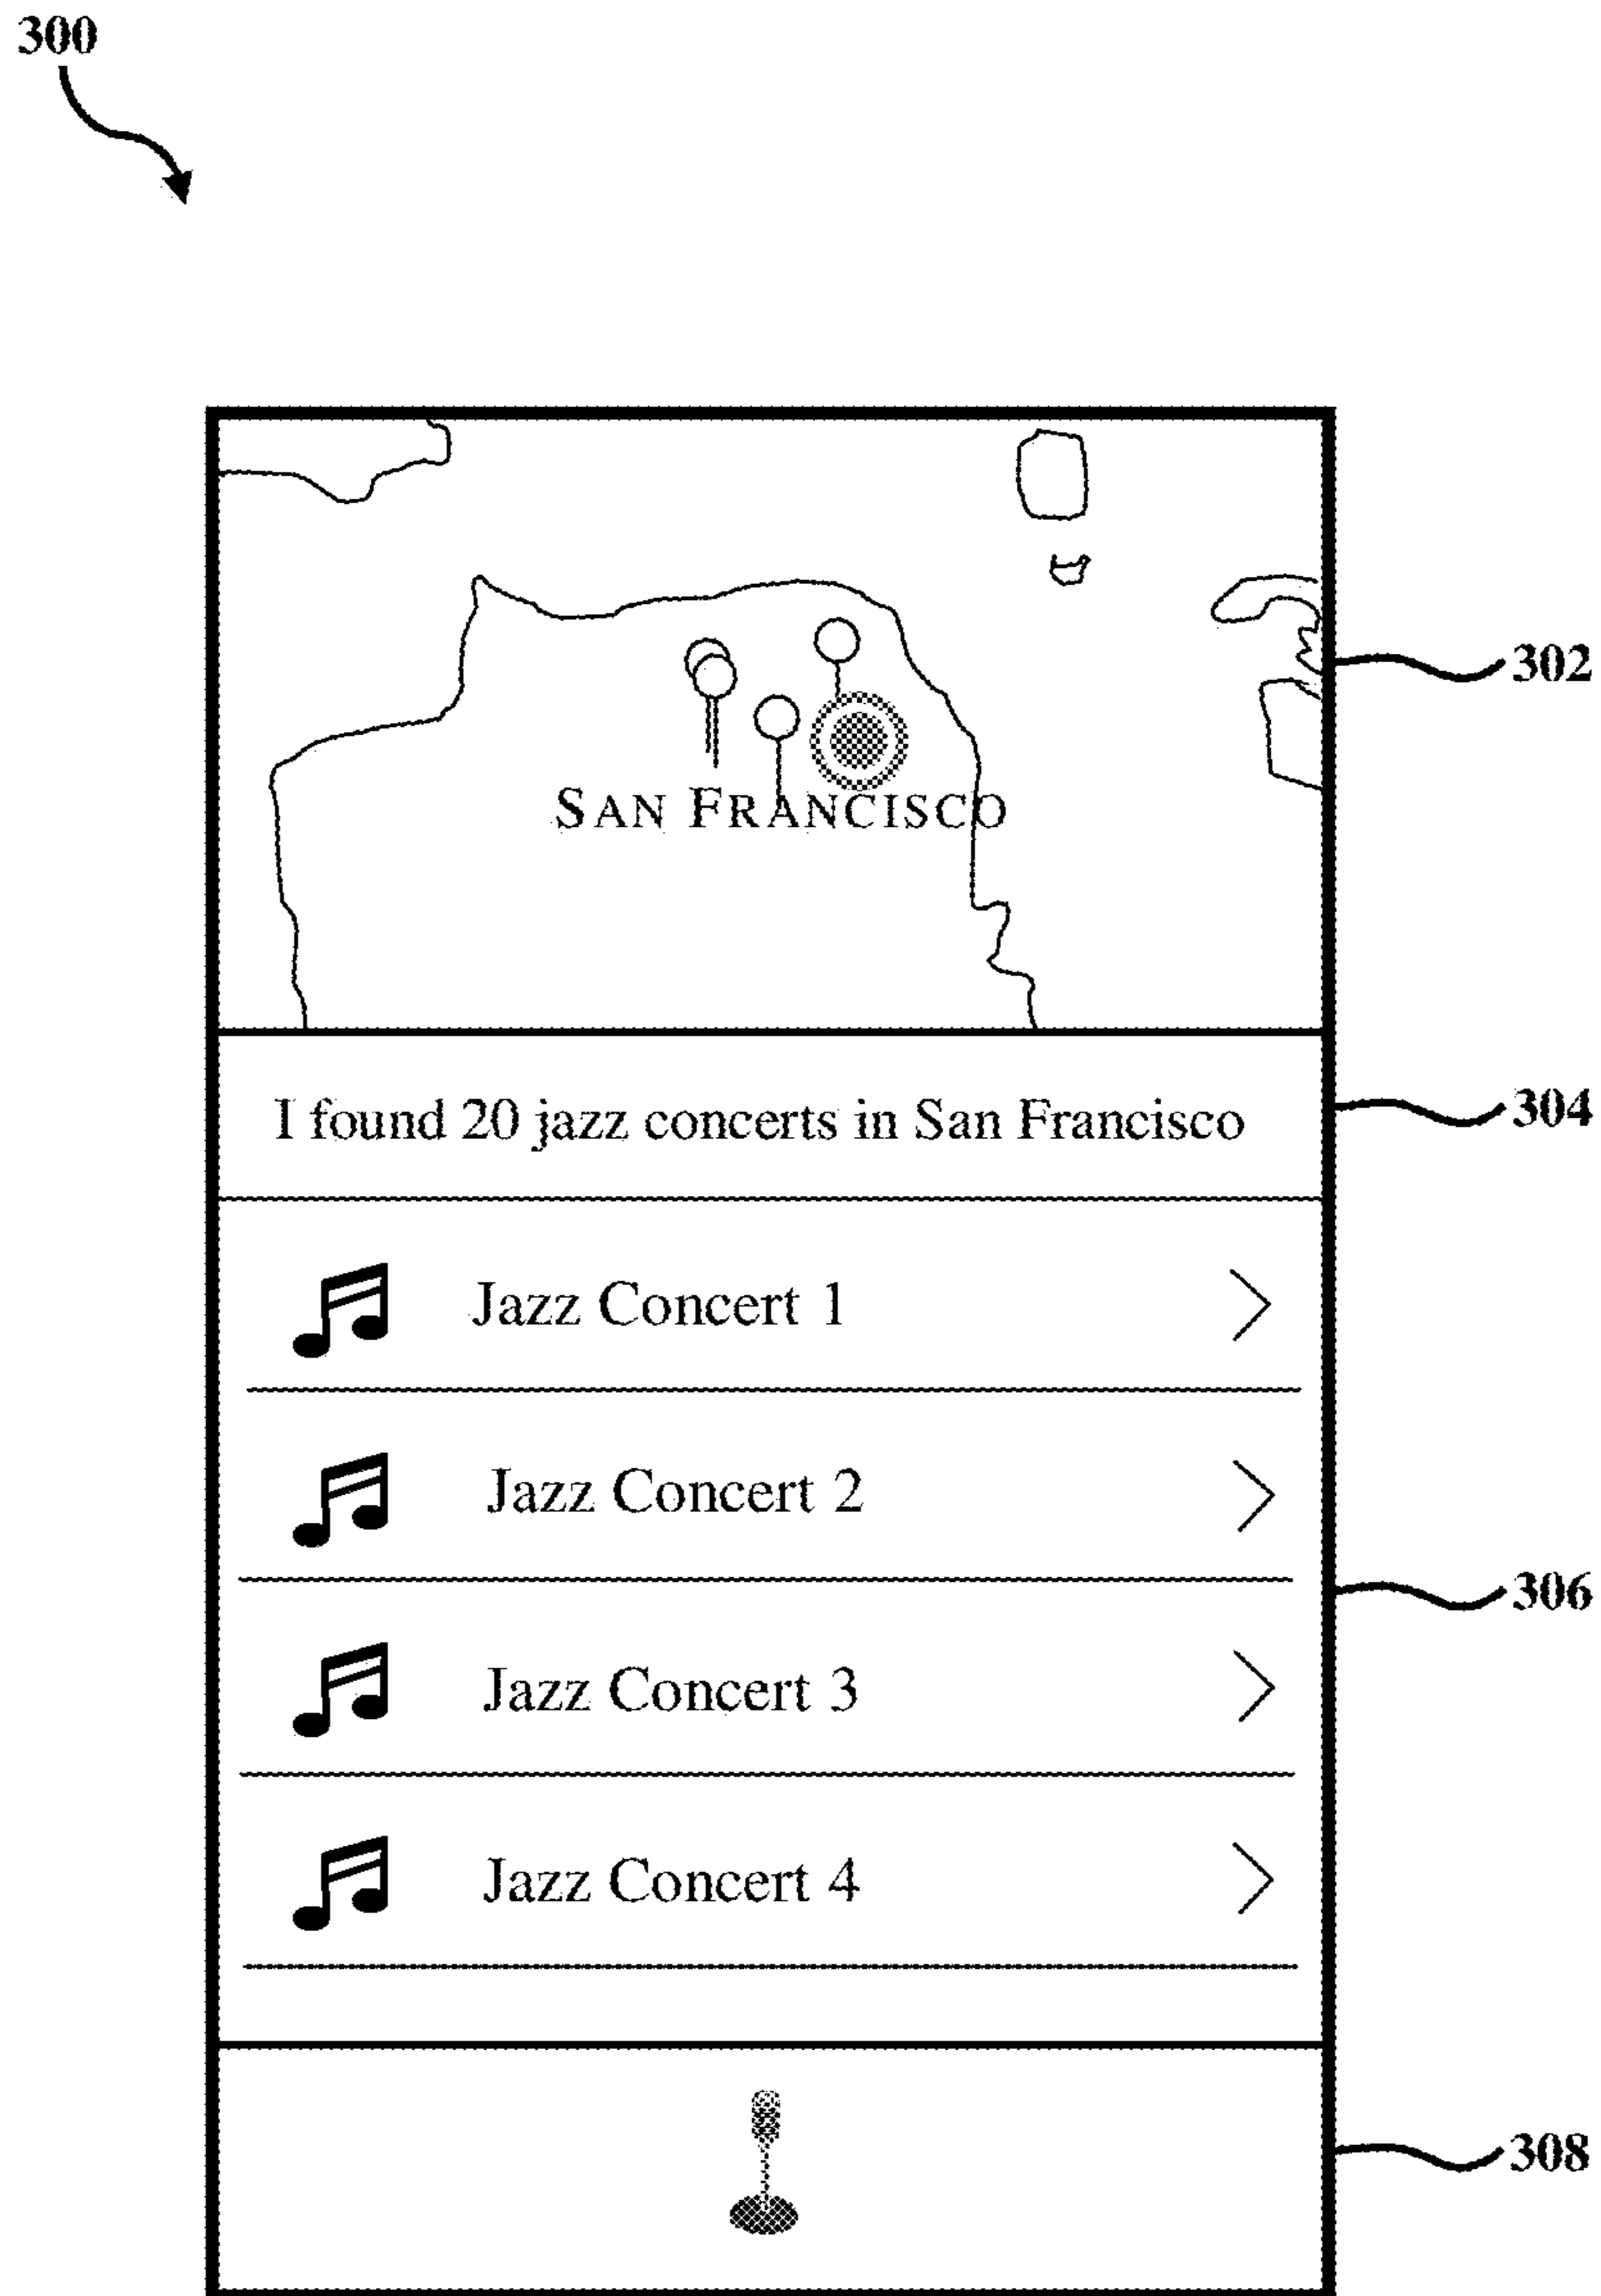 300
SAN FRANCISCO
302
I found 20 jazz concerts in San Francisco
304
Jazz Concert 1
Jazz Concert 2
306
Jazz Concert 3
Jazz Concert 4
308